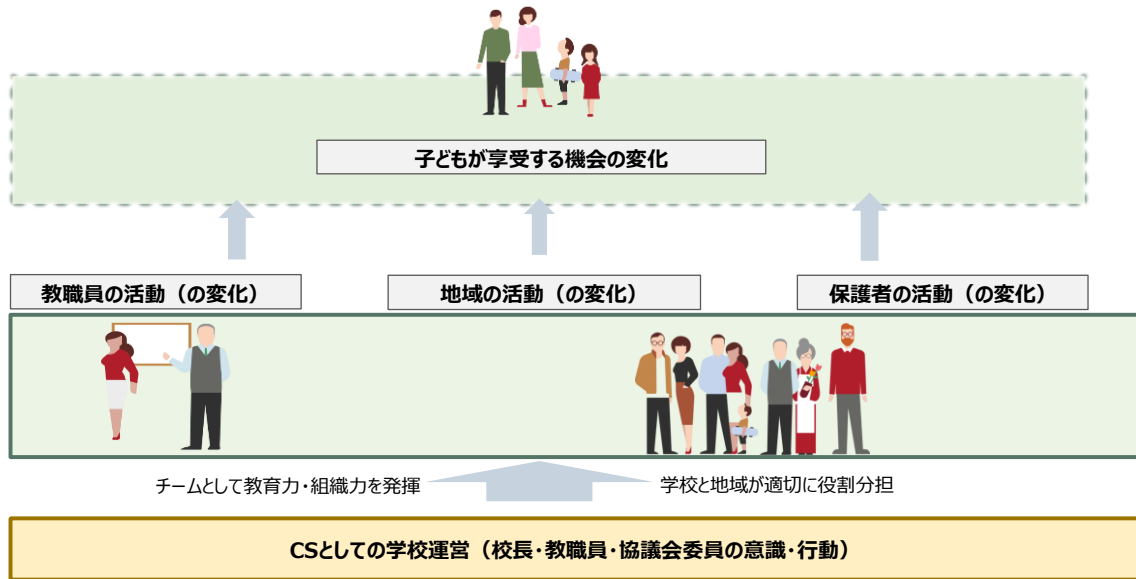 子どもが享受する機会の変化
教職員の活動（の変化）
地域の活動（の変化）
保護者の活動（の変化）
チームとして教育力・組織力を発揮
学校と地域が適切に役割分担
CSとしての学校運営（校長・教職員・協議会委員の意識・行動）